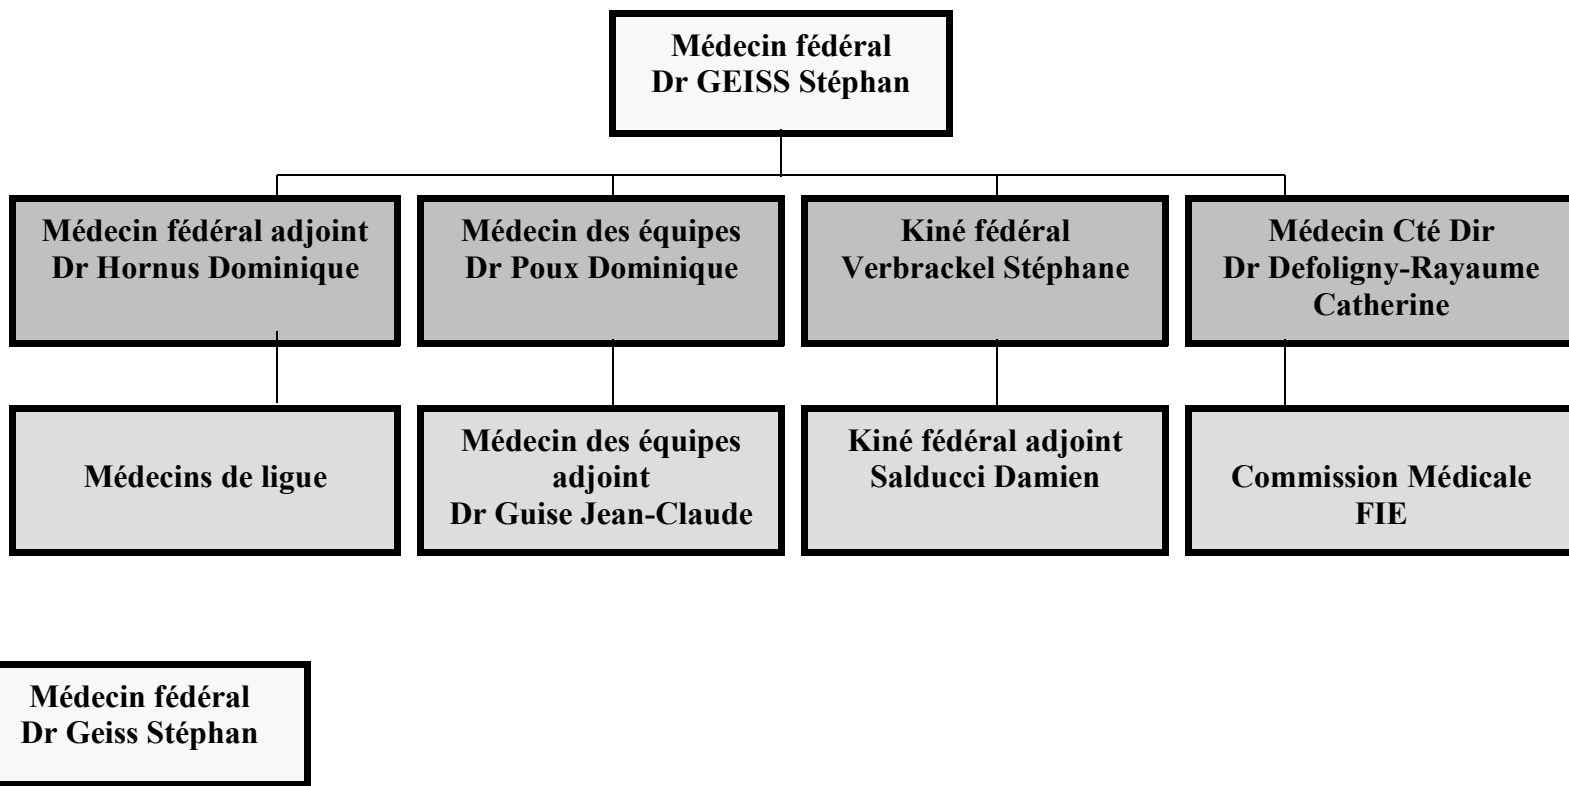 Médecin fédéral
Dr GEISS Stéphan
Médecin fédéral adjoint
Dr Hornus Dominique
Médecin des équipes
Dr Poux Dominique
Kiné fédéral
Verbrackel Stéphane
Médecin Cté Dir
Dr Defoligny-Rayaume
Catherine
Médecins de ligue
Médecin des équipes
adjoint
Dr Guise Jean-Claude
Kiné fédéral adjoint
Salducci Damien
Commission Médicale
FIE
Médecin fédéral
Dr Geiss Stéphan